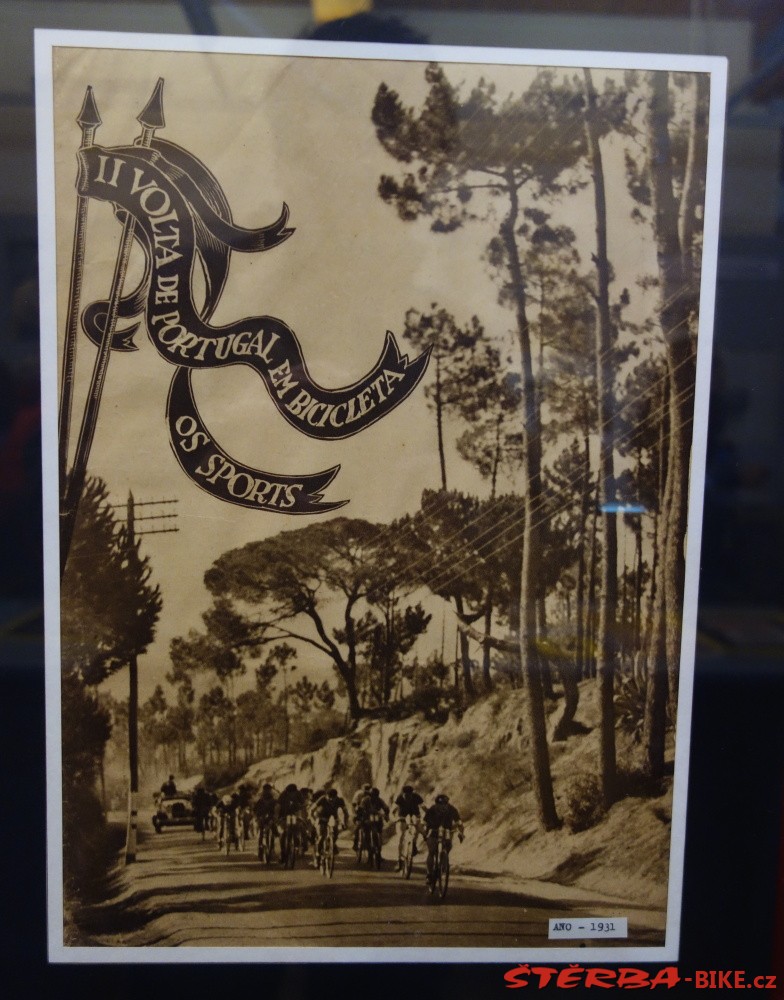 II VOLTA DE PORTUGAL EM BICICLETA
OS SPORTS
ANO - 1931
ŠTĚRBA-BIKE.cz